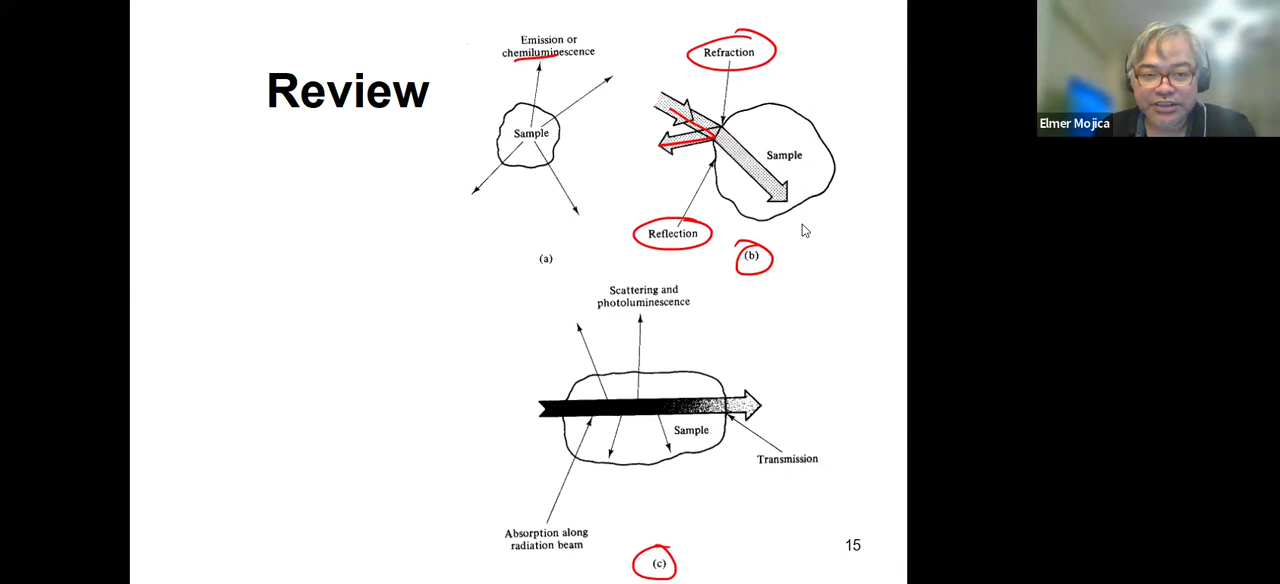 Review
Emission or
chemiluminescence
Sample
(a)
Refraction
Sample
Reflection
(b)
Scattering and
photoluminescence
Sample
Transmission
Absorption along
radiation beam
(c)
15
Elmer Mojica